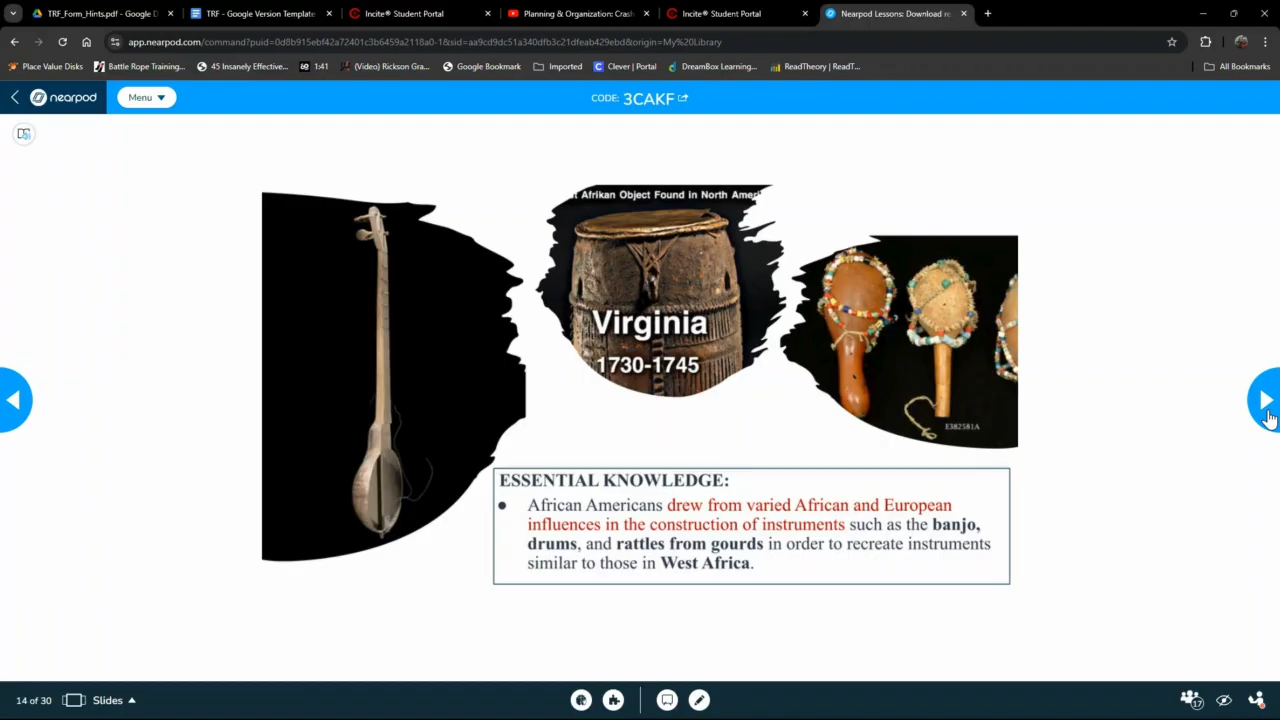 TRF_Form_Hints.pdf - Google D
TRF - Google Version Template
Incite® Student Portal
Planning & Organization: Crash
Incite® Student Portal
Nearpod Lessons: Download re
app.nearpod.com/command?puid=0d8b915ebf42a72401c3b6459a2118a0-1&sid=aa9cd9dc51a340dfb3c21dfeab429ebd&origin=My%20Library
Place Value Disks
Battle Rope Training...
45 Insanely Effective...
1:41
(Video) Rickson Gra...
Google Bookmark
Imported
Clever | Portal
DreamBox Learning...
ReadTheory | ReadT...
All Bookmarks
nearpod
Menu
CODE: 3CAKF
Afrikan Object Found in North Ameri
Virginia
1730-1745
E382581A
ESSENTIAL KNOWLEDGE:
● African Americans drew from varied African and European
influences in the construction of instruments such as the banjo,
drums, and rattles from gourds in order to recreate instruments
similar to those in West Africa.
14 of 30
Slides
17